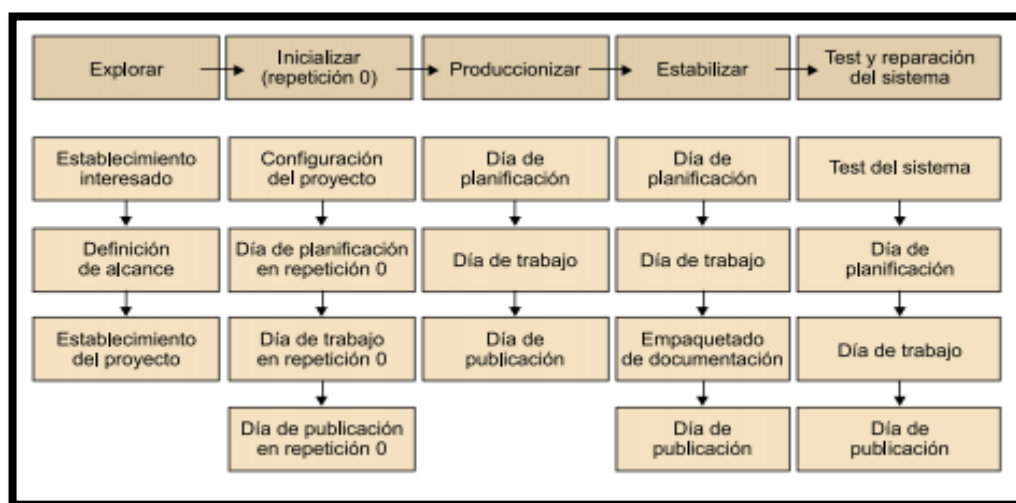 Explorar
Inicializar
(repetición 0)
Produccionizar
Estabilizar
Test y reparación
del sistema
Establecimiento
interesado
Configuración
del proyecto
Día de
planificación
Día de
planificación
Test del sistema
Definición
de alcance
Día de planificación
en repetición 0
Día de trabajo
Día de trabajo
Día de
planificación
Establecimiento
del proyecto
Día de trabajo
en repetición 0
Día de
publicación
Empaquetado
de documentación
Día de trabajo
Día de publicación
en repetición 0
Día de
publicación
Día de
publicación